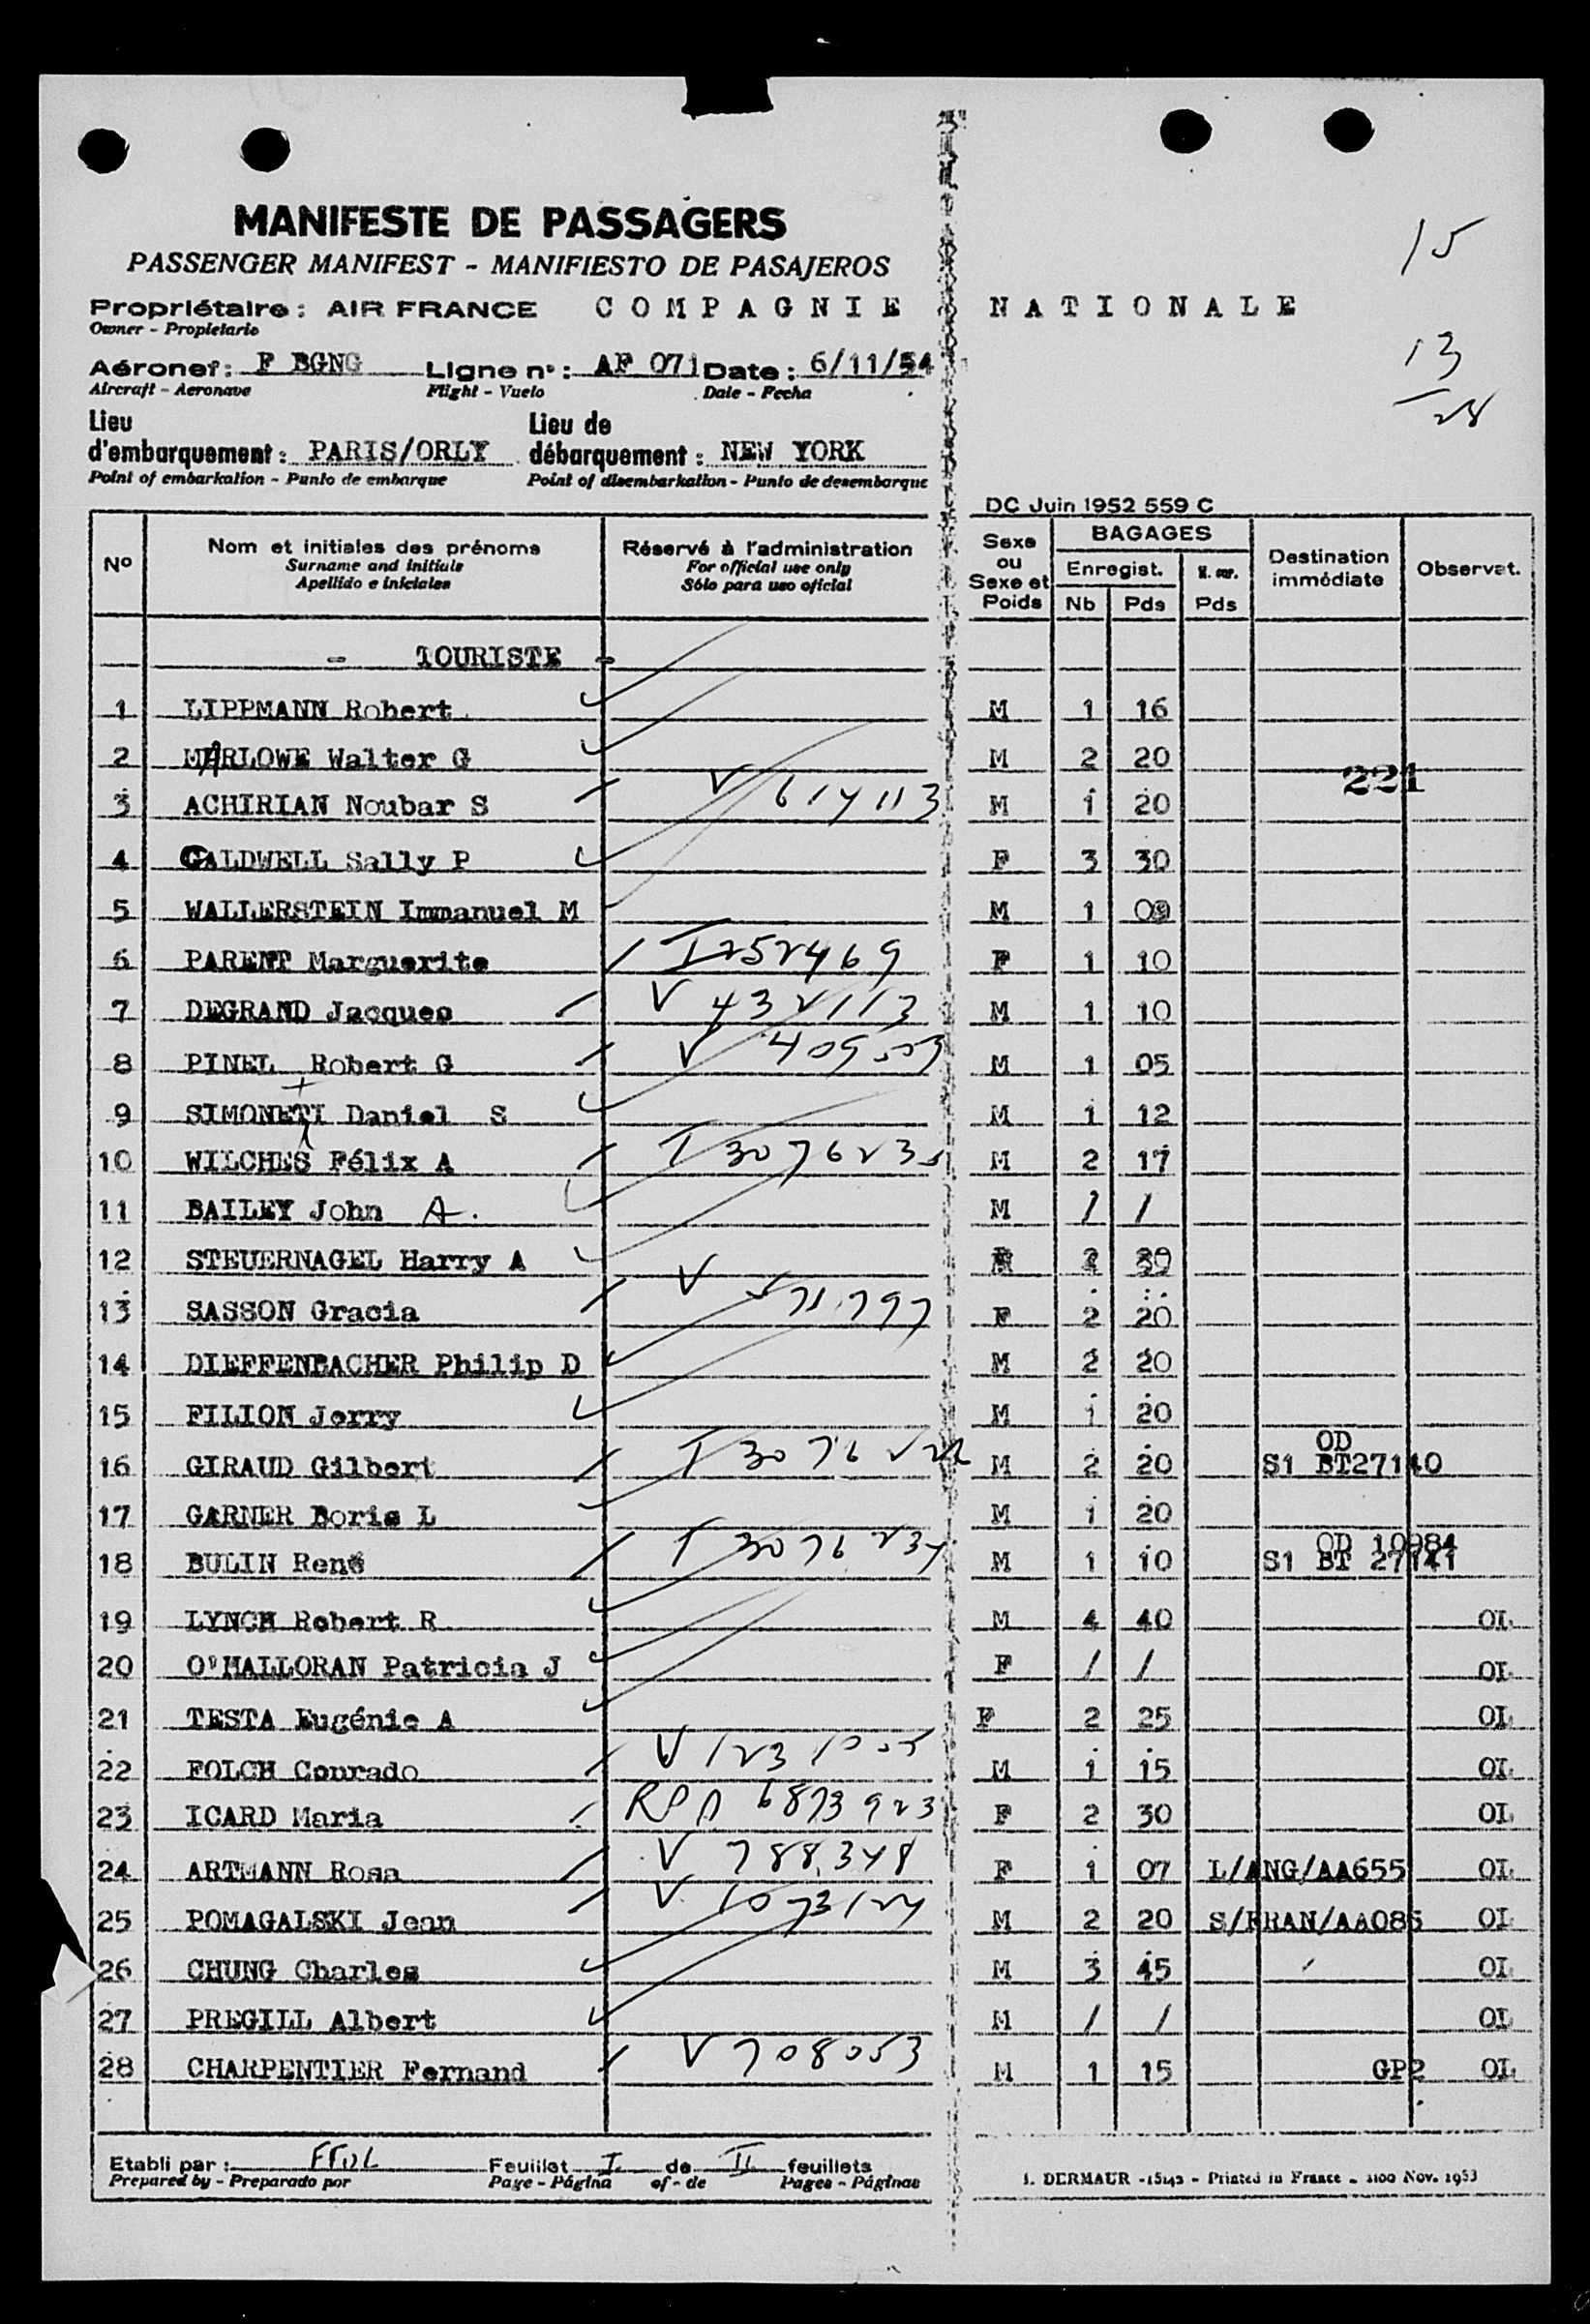 MANIFESTE DE PASSAGERS
PASSENGER MANIFEST - MANIFIESTO DE PASAJEROS
15
Propriétaire : AIR FRANCE COMPAGNIE NATIONALE
Owner - Propietario
13
Aéronef : F BGNG Ligne n° : AF 071 Date : 6/11/54
Aircraft - Aeronave Flight - Vuelo Date - Fecha
28
Lieu d'embarquement : PARIS/ORLY Lieu de débarquement : NEW YORK
Point of embarkation - Punto de embarque Point of disembarkation - Punto de desembarque
DC Juin 1952 559 C
N° Nom et initiales des prénoms Réservé à l'administration Sexe ou Sexe et Poids BAGAGES Destination immédiate Observat.
Surname and initials For official use only Enregist.
Apellido e iniciales Sólo para uso oficial Nb Pds Pds
- TOURISTE -
1 LIPPMANN Robert M 1 16
2 MARLOWE Walter G M 2 20
221
3 ACHIRIAN Noubar S V 614113 M 1 20
4 CALDWELL Sally P F 3 30
5 WALLERSTEIN Immanuel M M 1 09
6 PARENT Marguerite F 1 10
7 DEGRAND Jacques V 432113 M 1 10
8 PINEL Robert G V M 1 05
9 SIMONETI Daniel S M 1 12
10 WILCHES Félix A M 2 17
11 BAILEY John A. M / /
12 STEUERNAGEL Harry A 2
13 SASSON Gracia V F 2 20
14 DIEFFENBACHER Philip D M 2 20
15 FILION Jerry M 1 20
16 GIRAUD Gilbert M 2 20 OD S1 BT27140
17 GARNER Boris L M 1 20
18 BULIN René M 1 10 OD 10984 S1 BT 27141
19 LYNCH Robert R M 4 40 OL
20 O'HALLORAN Patricia J F / / OL
21 TESTA Eugénie A F 2 25 OL
22 FOLCH Conrado V M 1 15 OL
23 ICARD Maria 6873923 F 2 30 OL
24 ARTMANN Rosa V 788.348 F 1 07 L/ANG/AA655 OL
25 POMAGALSKI Jean V 1073124 M 2 20 OL
26 CHUNG Charles M 3 45 OL
27 PREGILL Albert M / / OL
28 CHARPENTIER Fernand V 708053 M 1 15 GP2 OL
Etabli par : Feuillet I de II feuillets
Prepared by - Preparado por Page - Página of - de Pages - Páginas
I. DERMAUR - 15142 - Printed in France - Nov. 1953